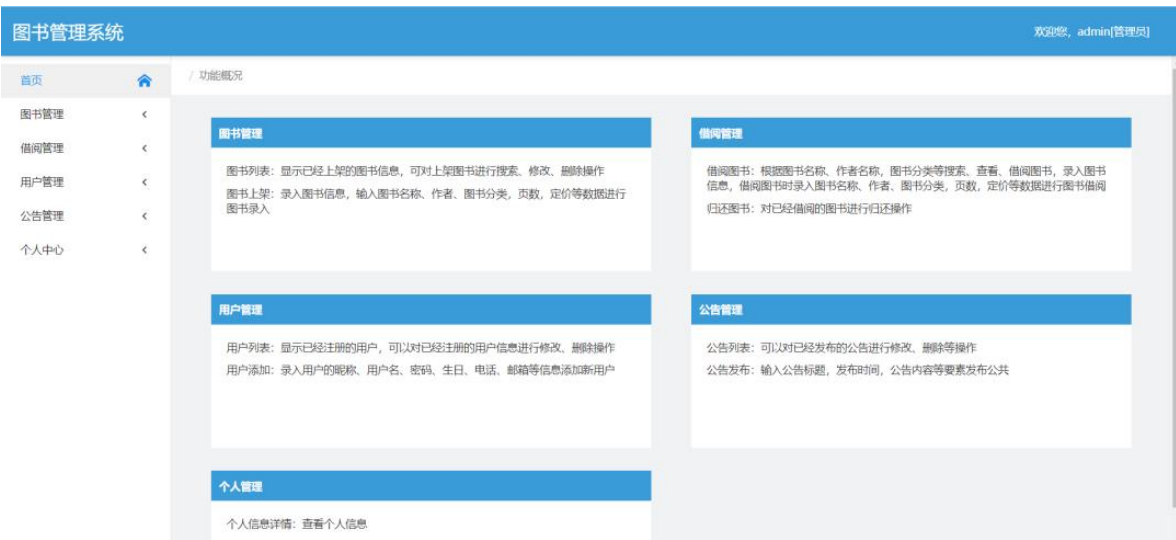 图书管理系统
欢迎您，admin[管理员]
首页
图书管理
借阅管理
用户管理
公告管理
个人中心
/ 功能概况
图书管理
图书列表：显示已经上架的图书信息，可对上架图书进行搜索、修改、删除操作
图书上架：录入图书信息，输入图书名称、作者、图书分类，页数，定价等数据进行
图书录入
借阅管理
借阅图书：根据图书名称、作者名称，图书分类等搜索、查看、借阅图书，录入图书
信息，借阅图书时录入图书名称、作者、图书分类，页数，定价等数据进行图书借阅
归还图书：对已经借阅的图书进行归还操作
用户管理
用户列表：显示已经注册的用户，可以对已经注册的用户信息进行修改、删除操作
用户添加：录入用户的昵称、用户名、密码、生日、电话、邮箱等信息添加新用户
公告管理
公告列表：可以对已经发布的公告进行修改、删除等操作
公告发布：输入公告标题，发布时间，公告内容等要素发布公共
个人管理
个人信息详情：查看个人信息